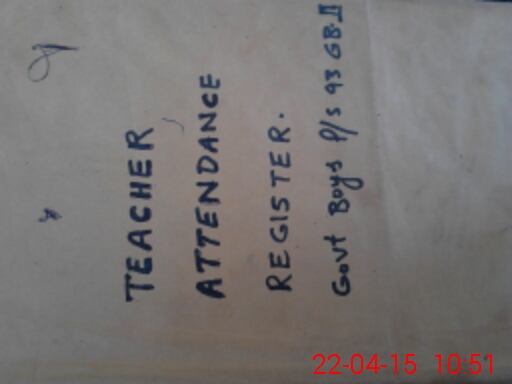 TEACHER
ATTENDANCE
REGISTER.
Govt Boys P/S 93 GB-II
22-04-15 10:51